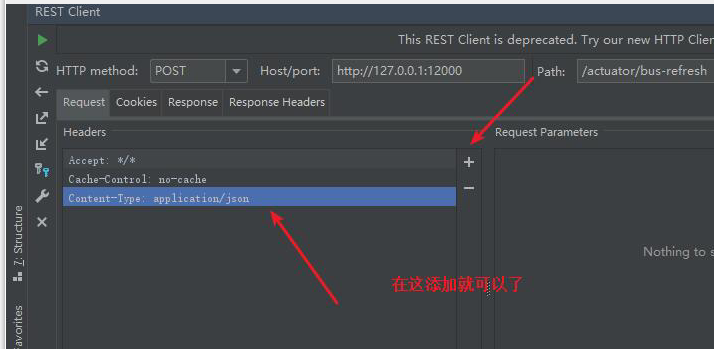 REST Client
This REST Client is deprecated. Try our new HTTP Clien
HTTP method: POST Host/port: http://127.0.0.1:12000 Path: /actuator/bus-refresh
Request Cookies Response Response Headers
Headers Request Parameters
Accept: */*
Cache-Control: no-cache
Content-Type: application/json
Nothing to s
在这添加就可以了
7: Structure
avorites